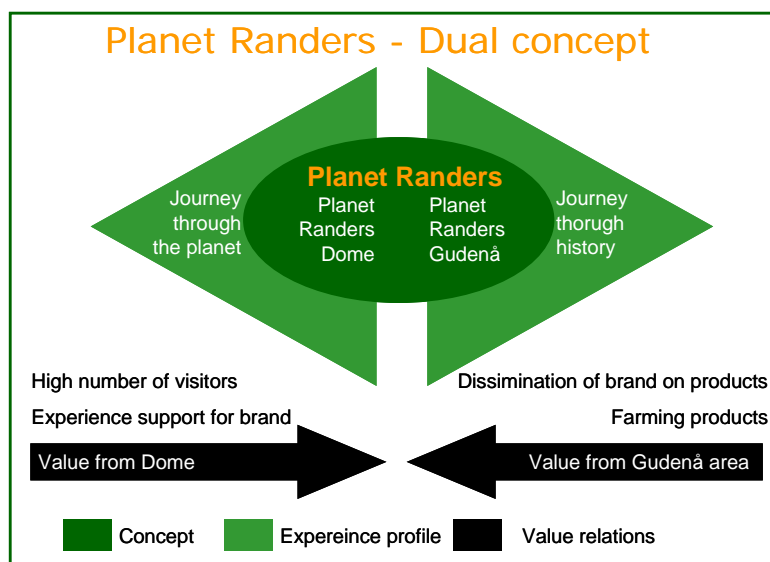 Planet Randers - Dual concept
Planet Randers
Journey
through
the planet
Planet
Randers
Dome
Planet
Randers
Gudenå
Journey
thorugh
history
High number of visitors
Experience support for brand
Value from Dome
Dissimination of brand on products
Farming products
Value from Gudenå area
Concept
Expereince profile
Value relations